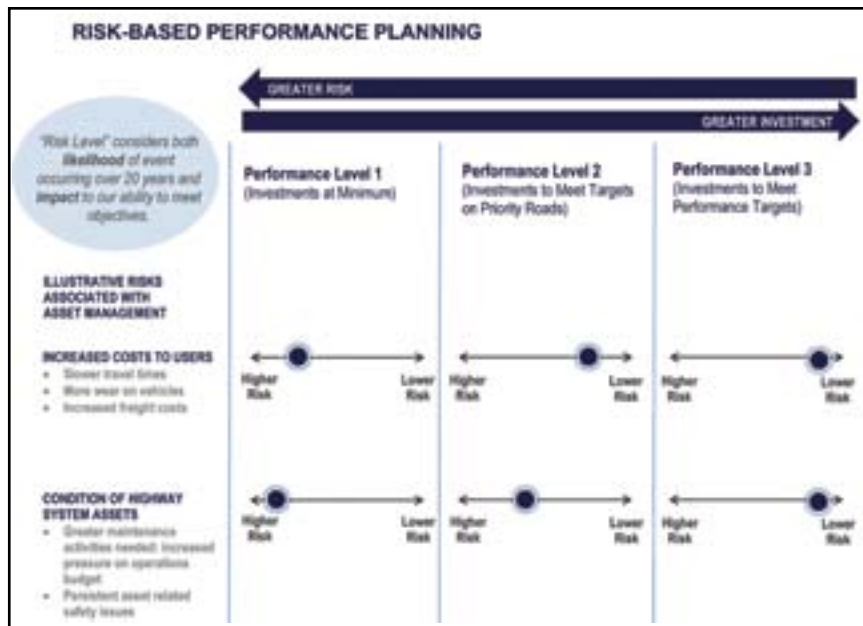 RISK-BASED PERFORMANCE PLANNING
GREATER RISK
GREATER INVESTMENT
"Risk Level" considers both
likelihood of event
occurring over 20 years and
impact to our ability to meet
objectives.
Performance Level 1
(Investments at Minimum)
Performance Level 2
(Investments to Meet Targets
on Priority Roads)
Performance Level 3
(Investments to Meet
Performance Targets)
ILLUSTRATIVE RISKS
ASSOCIATED WITH
ASSET MANAGEMENT
INCREASED COSTS TO USERS
• Slower travel times
• More wear on vehicles
• Increased freight costs
Higher
Risk
Lower
Risk
Higher
Risk
Lower
Risk
Higher
Risk
Lower
Risk
CONDITION OF HIGHWAY
SYSTEM ASSETS
• Greater maintenance
activities needed: increased
pressure on operations
budget
• Persistent asset related
safety issues
Higher
Risk
Lower
Risk
Higher
Risk
Lower
Risk
Higher
Risk
Lower
Risk